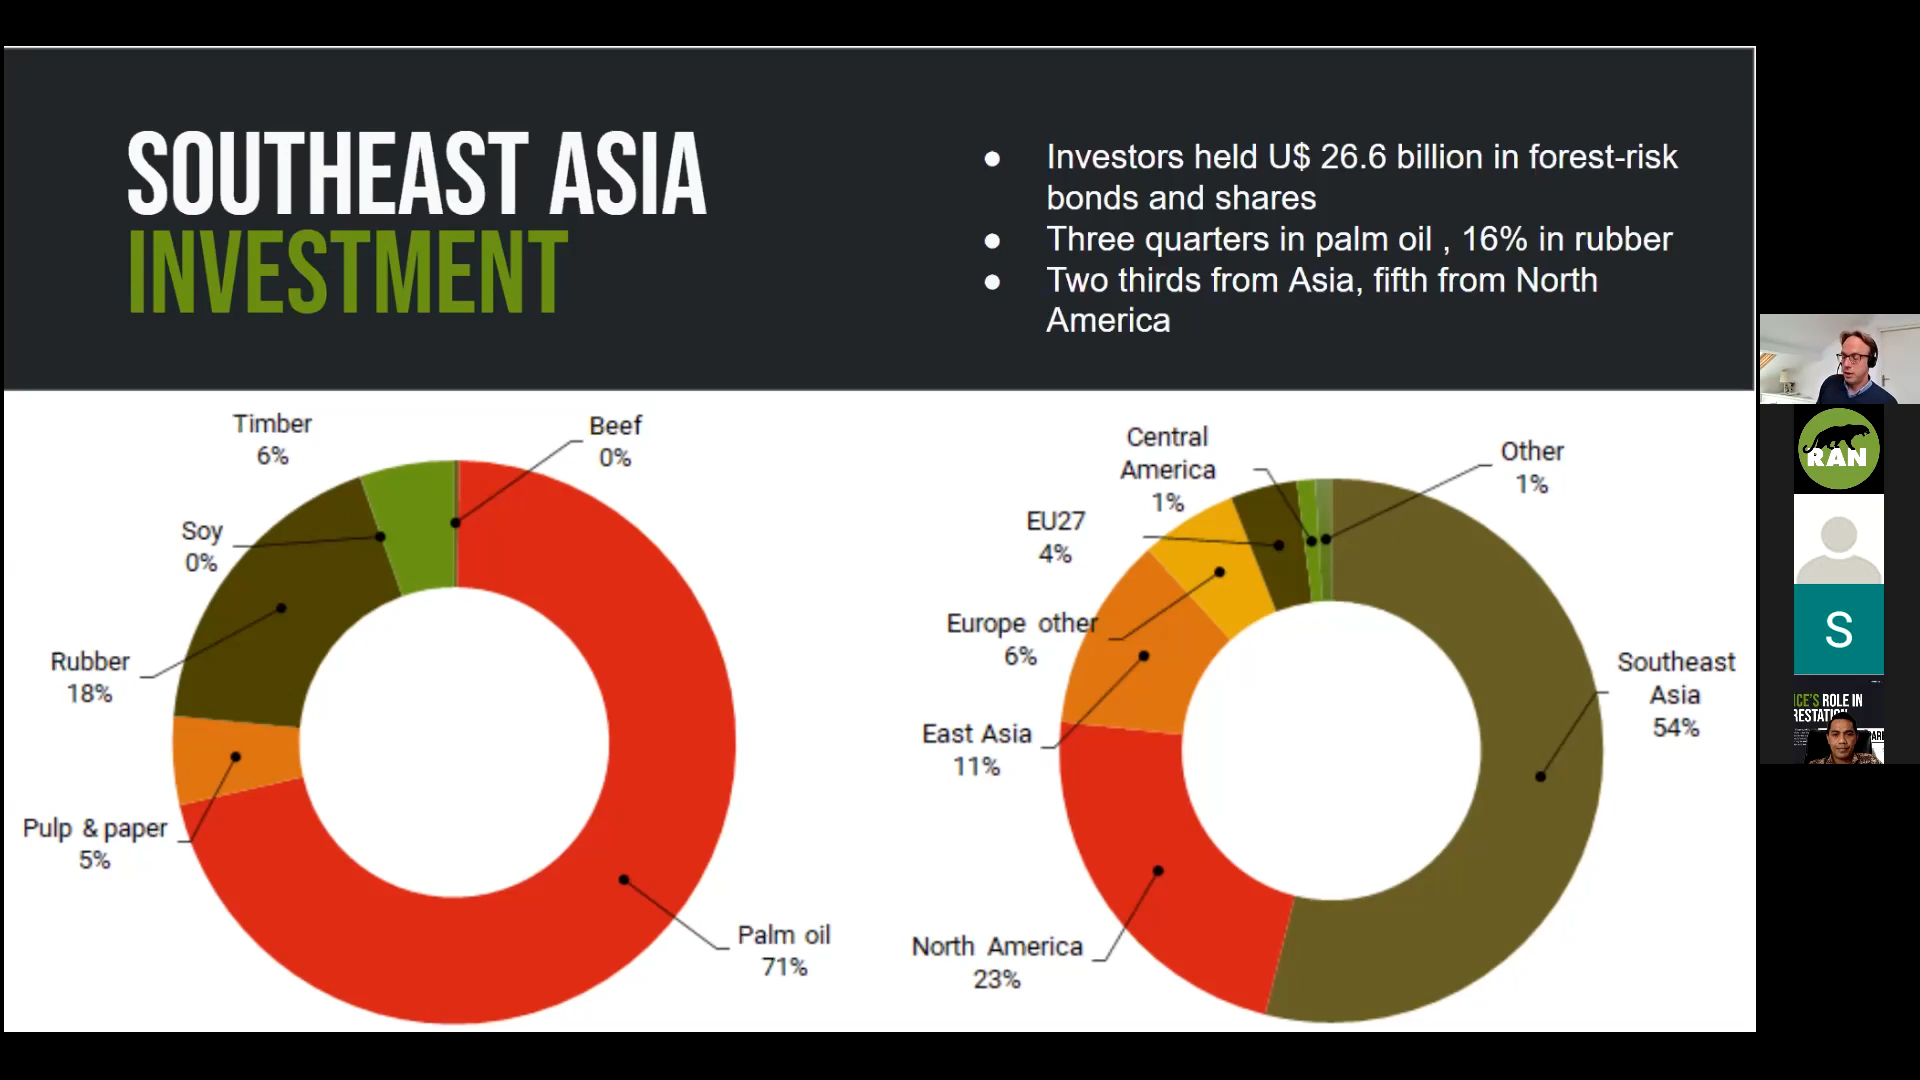 SOUTHEAST ASIA
INVESTMENT
● Investors held U$ 26.6 billion in forest-risk
bonds and shares
● Three quarters in palm oil , 16% in rubber
● Two thirds from Asia, fifth from North
America
Timber
6%
Beef
0%
Soy
0%
Rubber
18%
Pulp & paper
5%
Palm oil
71%
Central
America
1%
Other
1%
EU27
4%
Europe other
6%
East Asia
11%
North America
23%
Southeast
Asia
54%
RAN
S
ICE'S ROLE IN